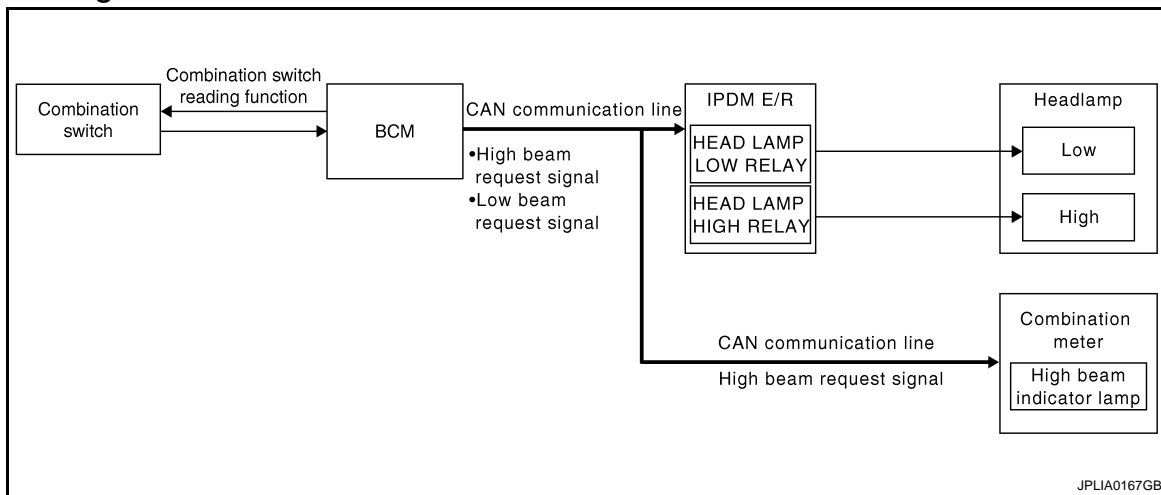 Combination switch
reading function
Combination
switch
BCM
CAN communication line
•High beam
request signal
•Low beam
request signal
IPDM E/R
HEAD LAMP
LOW RELAY
HEAD LAMP
HIGH RELAY
Headlamp
Low
High
CAN communication line
High beam request signal
Combination
meter
High beam
indicator lamp
JPLIA0167GB